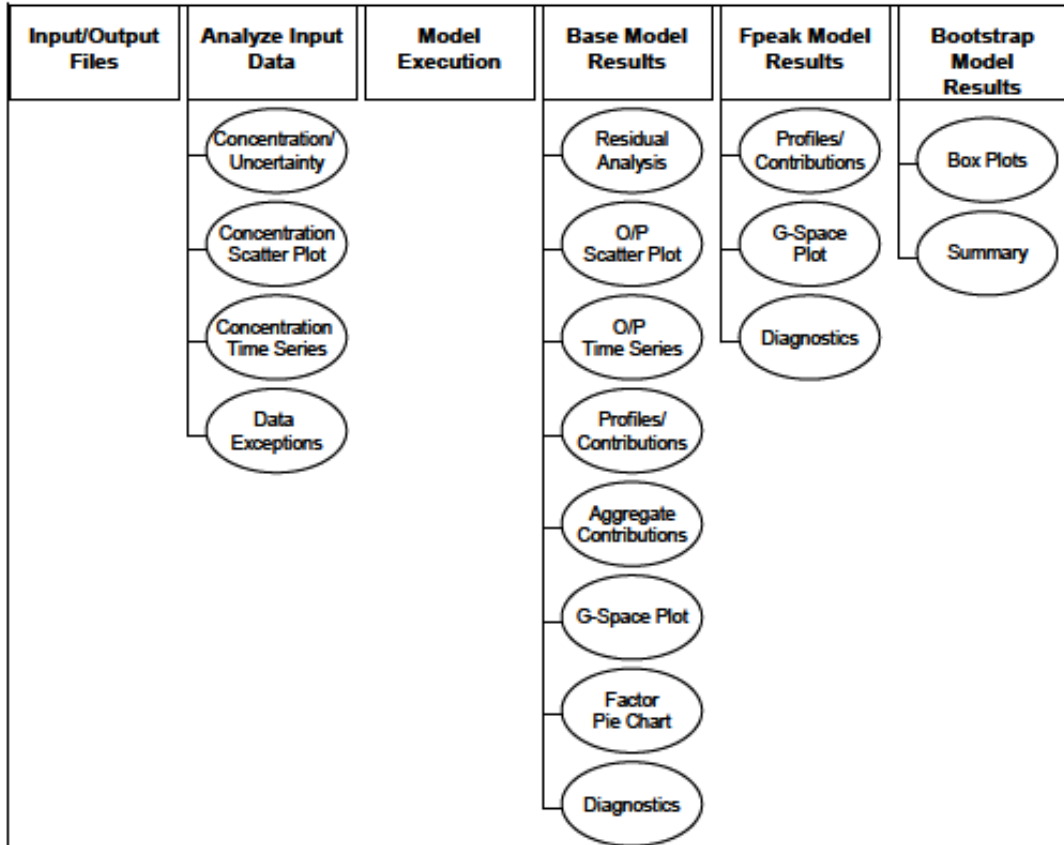 Input/Output
Files
Analyze Input
Data
Model
Execution
Base Model
Results
Fpeak Model
Results
Bootstrap
Model
Results
Concentration/
Uncertainty
Concentration
Scatter Plot
Concentration
Time Series
Data
Exceptions
Residual
Analysis
O/P
Scatter Plot
O/P
Time Series
Profiles/
Contributions
Aggregate
Contributions
G-Space Plot
Factor
Pie Chart
Diagnostics
Profiles/
Contributions
G-Space
Plot
Diagnostics
Box Plots
Summary